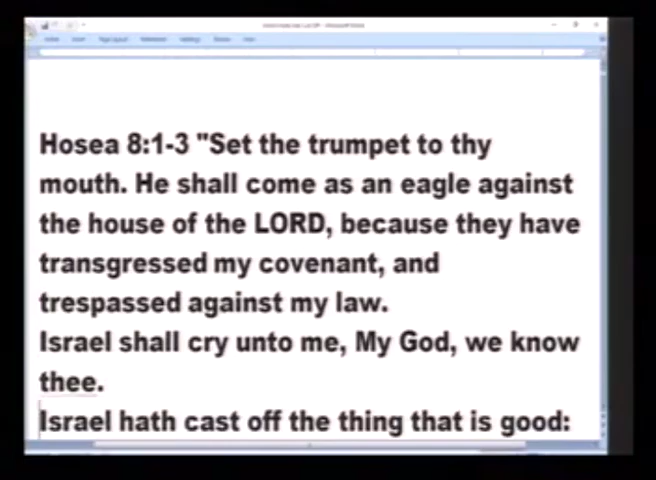 Hosea 8:1-3 "Set the trumpet to thy
mouth. He shall come as an eagle against
the house of the LORD, because they have
transgressed my covenant, and
trespassed against my law.
Israel shall cry unto me, My God, we know
thee.
Israel hath cast off the thing that is good: